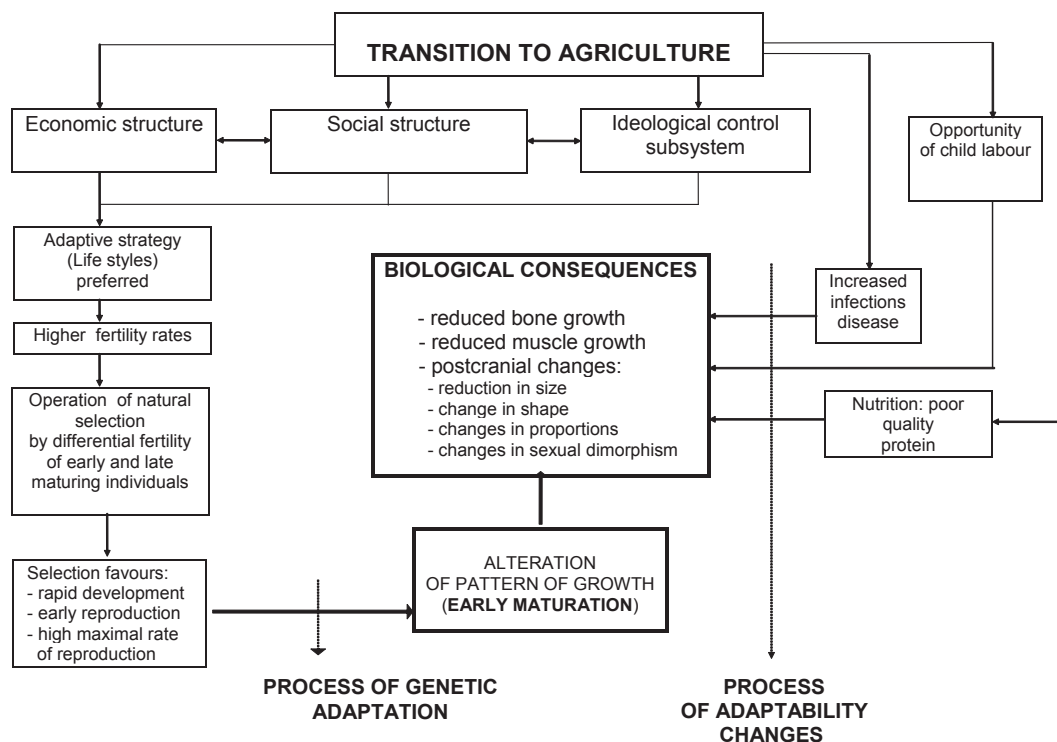 TRANSITION TO AGRICULTURE
Economic structure
Social structure
Ideological control
subsystem
Opportunity
of child labour
Adaptive strategy
(Life styles)
preferred
Higher fertility rates
Operation of natural
selection
by differential fertility
of early and late
maturing individuals
Selection favours:
- rapid development
- early reproduction
- high maximal rate
of reproduction
BIOLOGICAL CONSEQUENCES
- reduced bone growth
- reduced muscle growth
- postcranial changes:
- reduction in size
- change in shape
- changes in proportions
- changes in sexual dimorphism
Increased
infections
disease
Nutrition: poor
quality
protein
ALTERATION
OF PATTERN OF GROWTH
(EARLY MATURATION)
PROCESS OF GENETIC
ADAPTATION
PROCESS
OF ADAPTABILITY
CHANGES